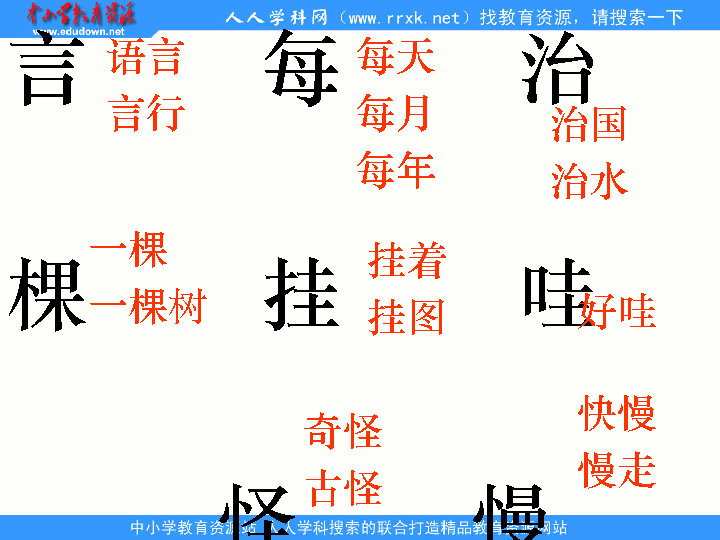 中小学教育资源
www.edudown.net
人人学科网（www.rrxk.net）找教育资源，请搜索一下
言
语言
言行
每
每天
每月
每年
治
治国
治水
棵
一棵
一棵树
挂
挂着
挂图
哇
好哇
怪
奇怪
古怪
慢
快慢
慢走
中小学教育资源站 人人学科搜索的联合打造精品教育资源网站